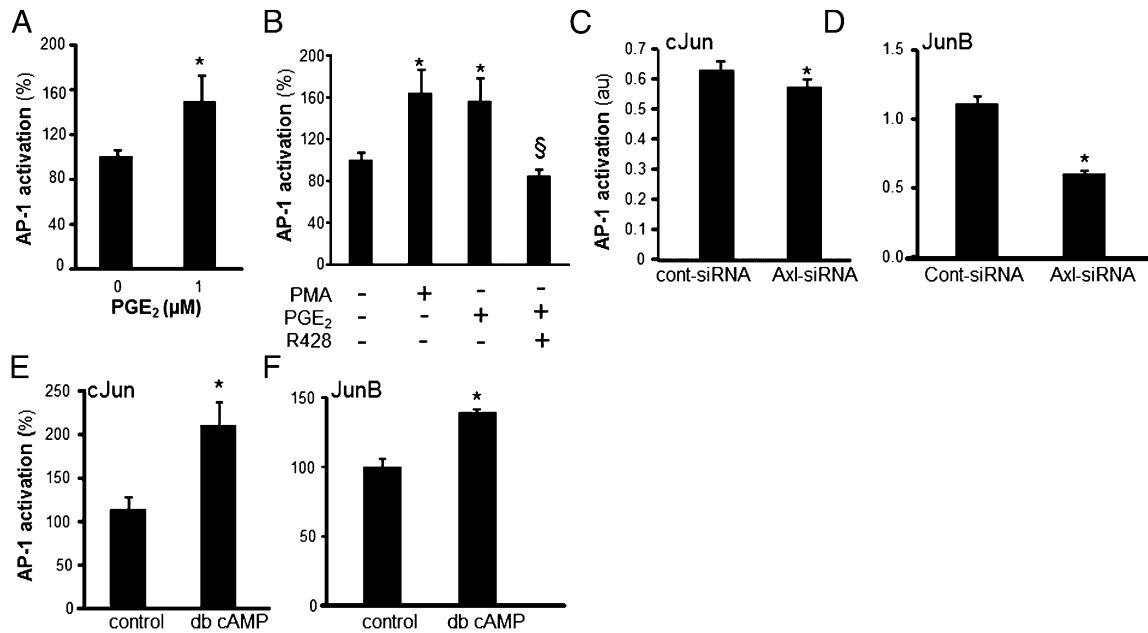 A
AP-1 activation (%)
200
160
120
80
40
0
*
0
1
PGE₂ (µM)
B
AP-1 activation (%)
200
160
120
80
40
0
*
*
§
PMA - + - -
PGE₂ - - + +
R428 - - - +
C
cJun
AP-1 activation (au)
0.7
0.6
0.5
0.4
0.3
0.2
0.1
0
*
cont-siRNA
Axl-siRNA
D
JunB
1.5
1.0
0.5
0.0
*
Cont-siRNA
Axl-siRNA
E
cJun
AP-1 activation (%)
250
200
150
100
50
0
*
control
db cAMP
F
JunB
150
100
50
0
*
control
db cAMP